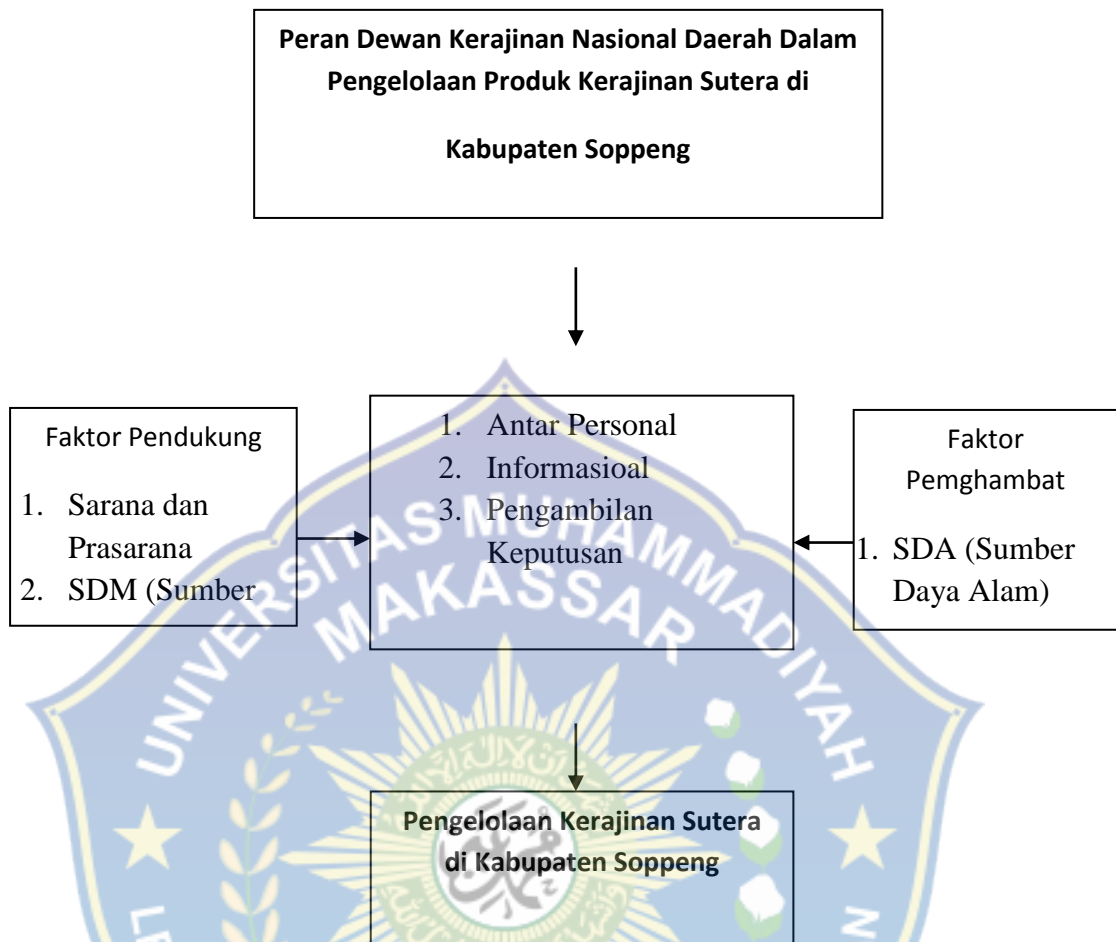 Peran Dewan Kerajinan Nasional Daerah Dalam
Pengelolaan Produk Kerajinan Sutera di
Kabupaten Soppeng
Faktor Pendukung
1. Sarana dan
Prasarana
2. SDM (Sumber
1. Antar Personal
2. Informasioal
3. Pengambilan
Keputusan
Faktor
Pemghambat
1. SDA (Sumber
Daya Alam)
UNIVERSITAS MUHAMMADIYAH
MAKASSAR
Pengelolaan Kerajinan Sutera
di Kabupaten Soppeng